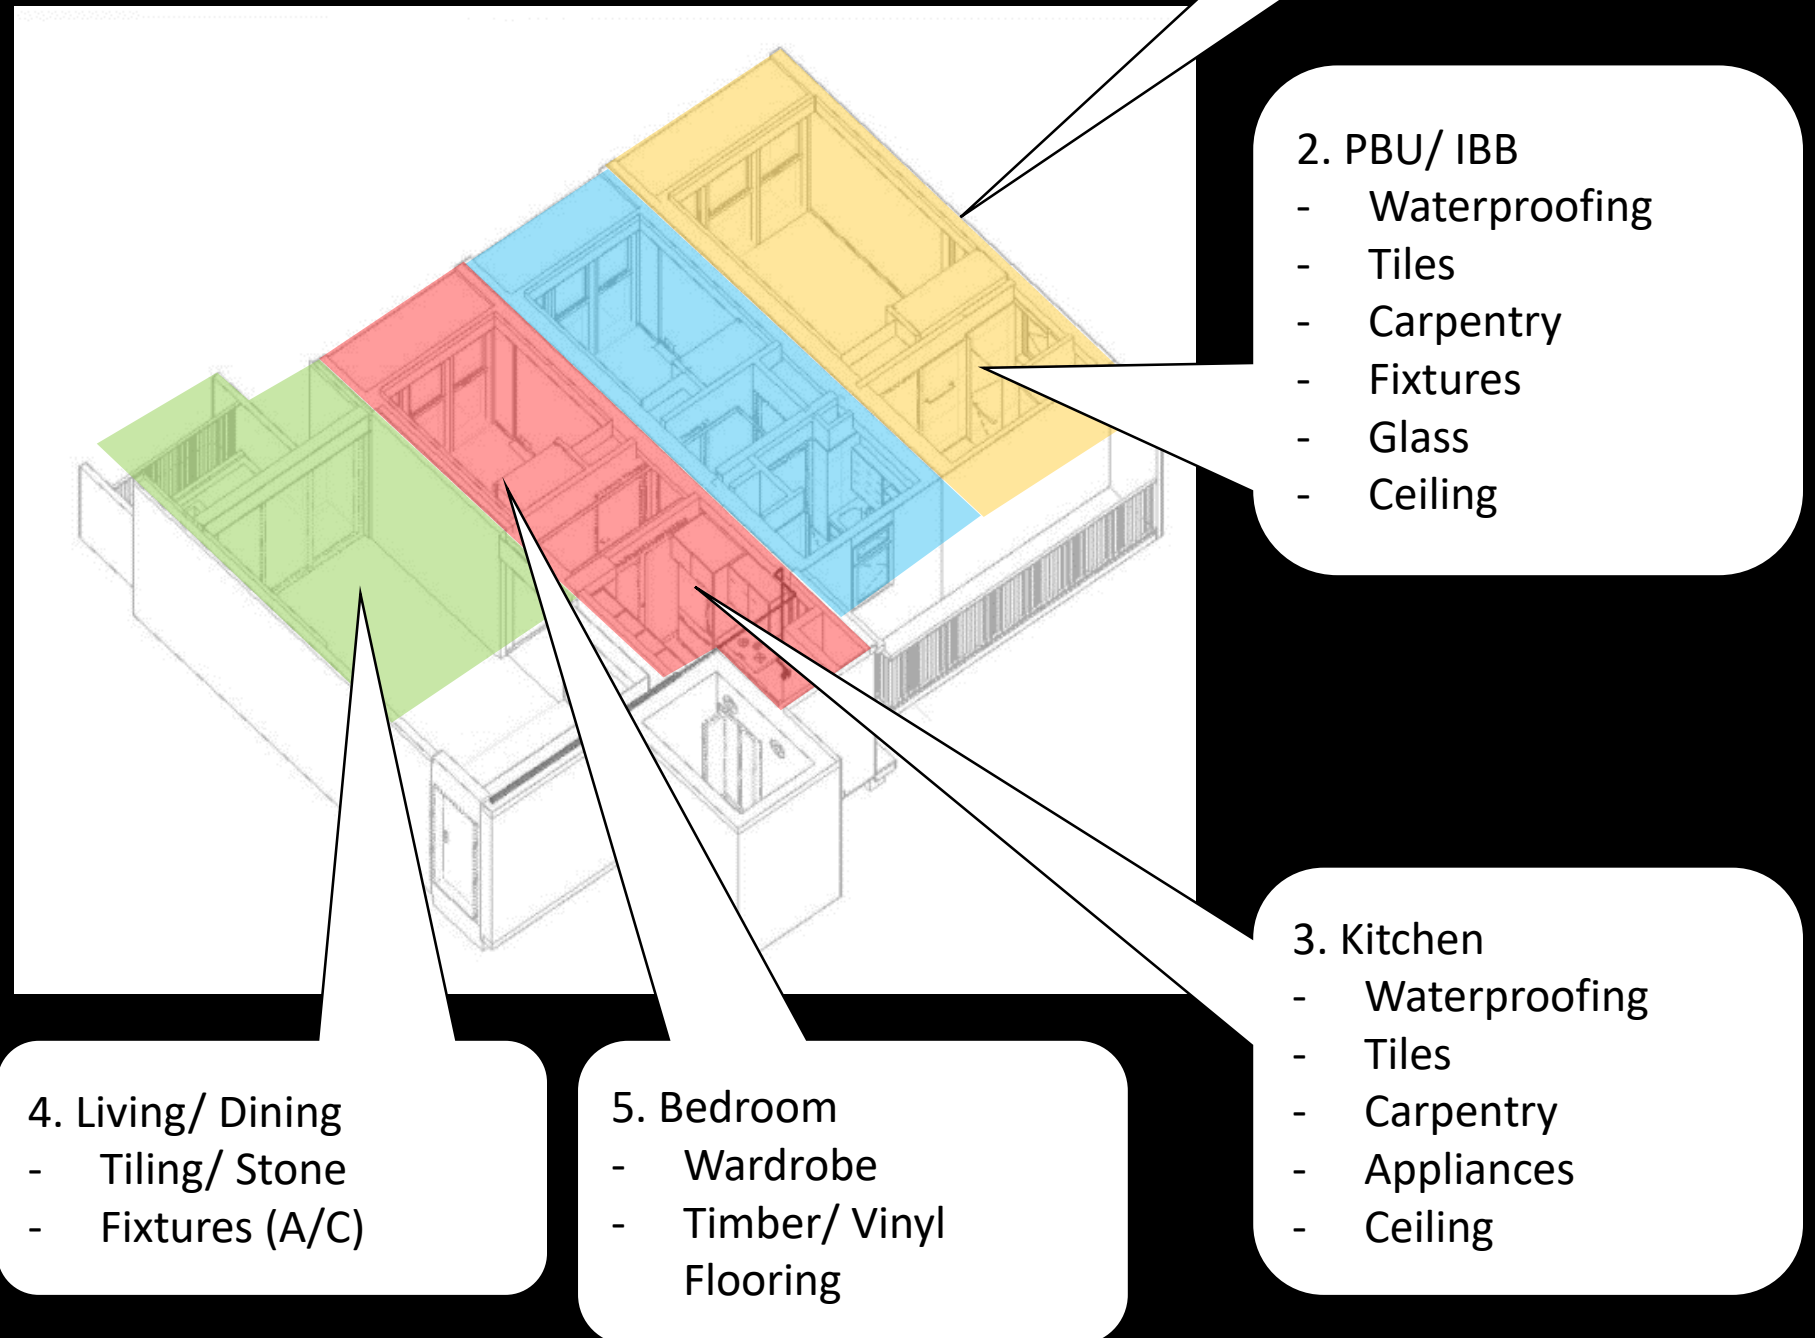 2. PBU/ IBB
- Waterproofing
- Tiles
- Carpentry
- Fixtures
- Glass
- Ceiling
3. Kitchen
- Waterproofing
- Tiles
- Carpentry
- Appliances
- Ceiling
4. Living/ Dining
- Tiling/ Stone
- Fixtures (A/C)
5. Bedroom
- Wardrobe
- Timber/ Vinyl
Flooring